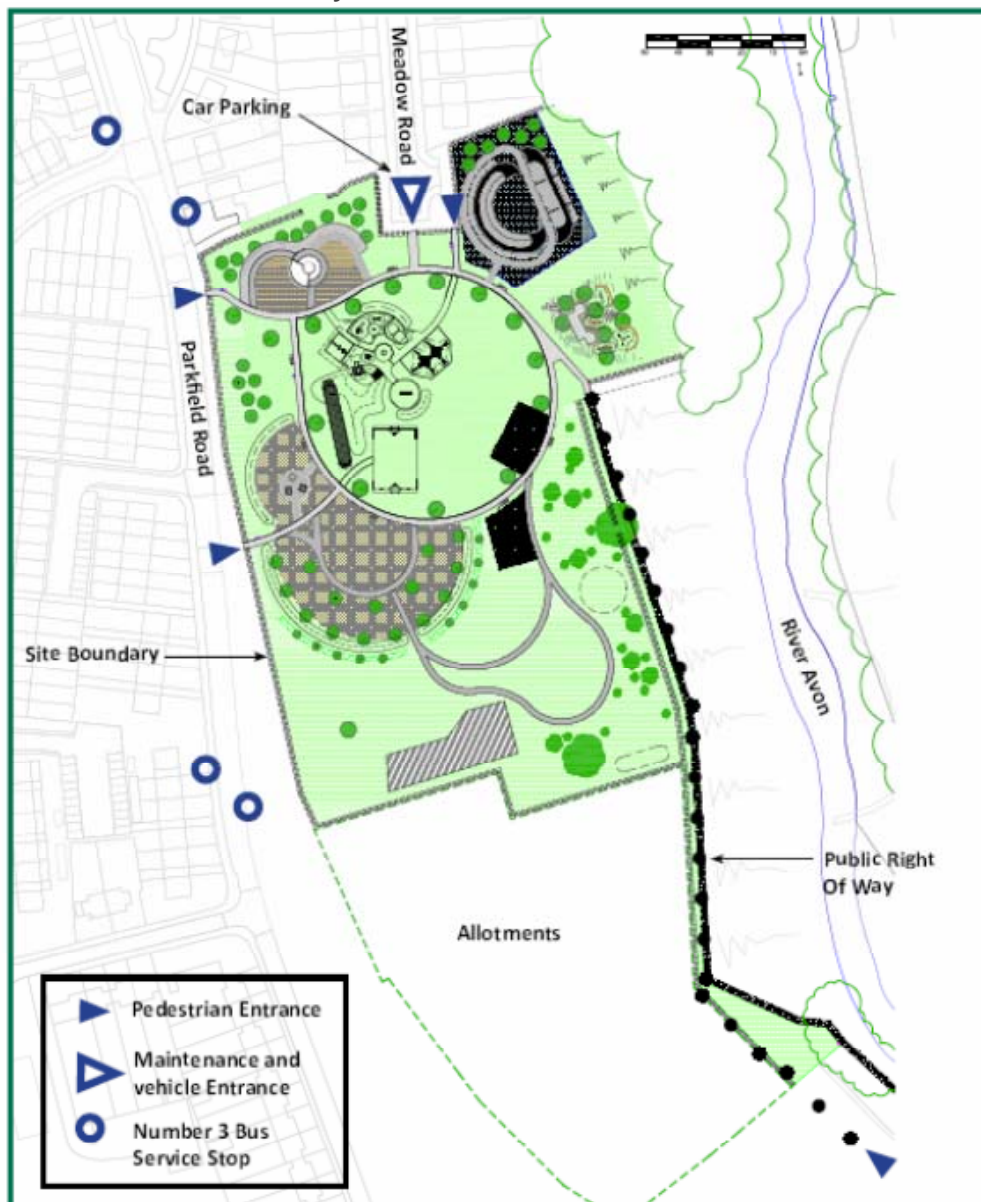 Meadow Road
Car Parking
Parkfield Road
Site Boundary
River Avon
Public Right
Of Way
Allotments
Pedestrian Entrance
Maintenance and
vehicle Entrance
Number 3 Bus
Service Stop